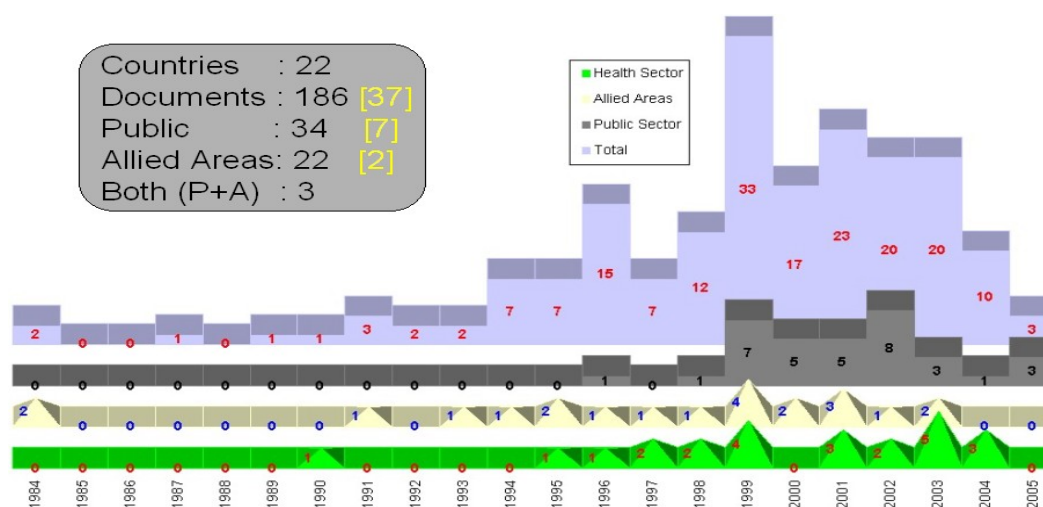 Countries : 22
Documents : 186 [37]
Public : 34 [7]
Allied Areas: 22 [2]
Both (P+A) : 3
Health Sector
Allied Areas
Public Sector
Total
2 0 0 1 0 1 1 3 2 2 7 7 15 7 12 33 17 23 20 20 10 3
0 0 0 0 0 0 0 0 0 0 0 0 1 0 1 7 5 5 8 3 1 3
2 0 0 0 0 0 0 1 0 1 1 2 1 1 1 4 2 3 1 2 0 0
0 0 0 0 0 0 1 0 0 0 0 1 1 2 2 4 0 3 2 5 3 0
1984 1985 1986 1987 1988 1989 1990 1991 1992 1993 1994 1995 1996 1997 1998 1999 2000 2001 2002 2003 2004 2005